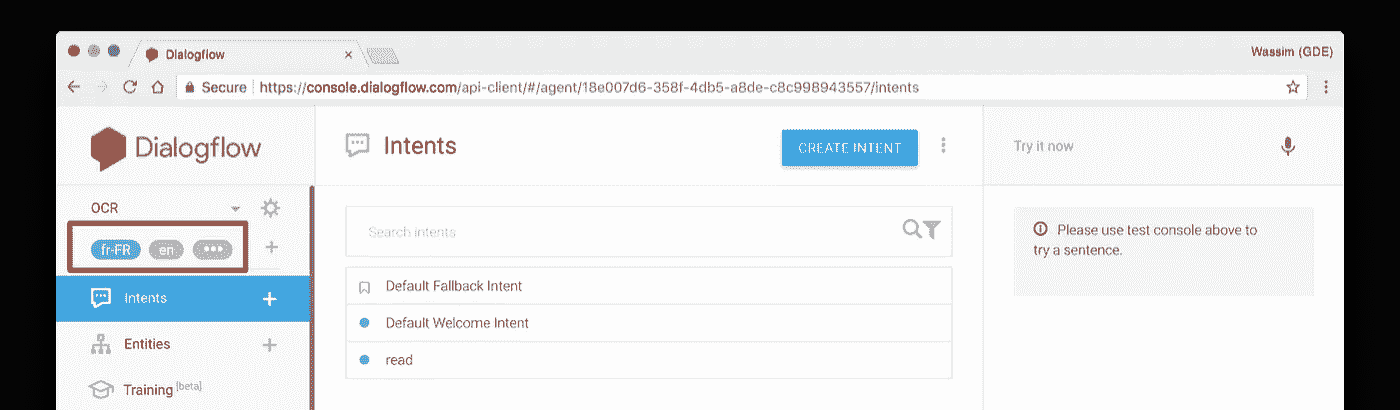 Dialogflow
Wassim (GDE)
Secure https://console.dialogflow.com/api-client/#/agent/18e007d6-358f-4db5-a8de-c8c998943557/intents
Dialogflow
Intents
CREATE INTENT
Try it now
OCR
fr-FR en
Search intents
Please use test console above to
try a sentence.
Intents
Default Fallback Intent
Default Welcome Intent
Entities
read
Training [beta]